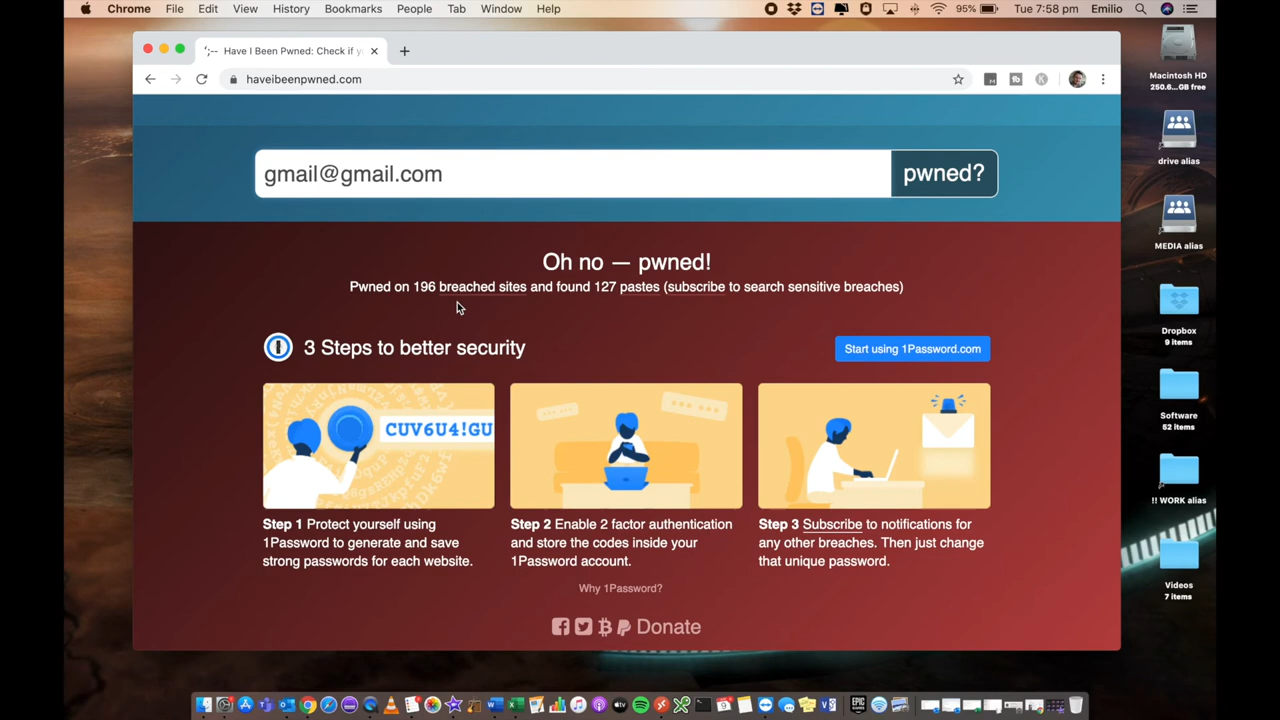 Chrome File Edit View History Bookmarks People Tab Window Help 95% Tue 7:58 pm Emilio
Have I Been Pwned: Check if y
haveibeenpwned.com
gmail@gmail.com
pwned?
Oh no — pwned!
Pwned on 196 breached sites and found 127 pastes (subscribe to search sensitive breaches)
3 Steps to better security
Start using 1Password.com
CUV6U4!GU
Step 1 Protect yourself using
1Password to generate and save
strong passwords for each website.
Step 2 Enable 2 factor authentication
and store the codes inside your
1Password account.
Step 3 Subscribe to notifications for
any other breaches. Then just change
that unique password.
Why 1Password?
Donate
Macintosh HD
250.6...GB free
drive alias
MEDIA alias
Dropbox
9 items
Software
52 items
!! WORK alias
Videos
7 items
EPIC